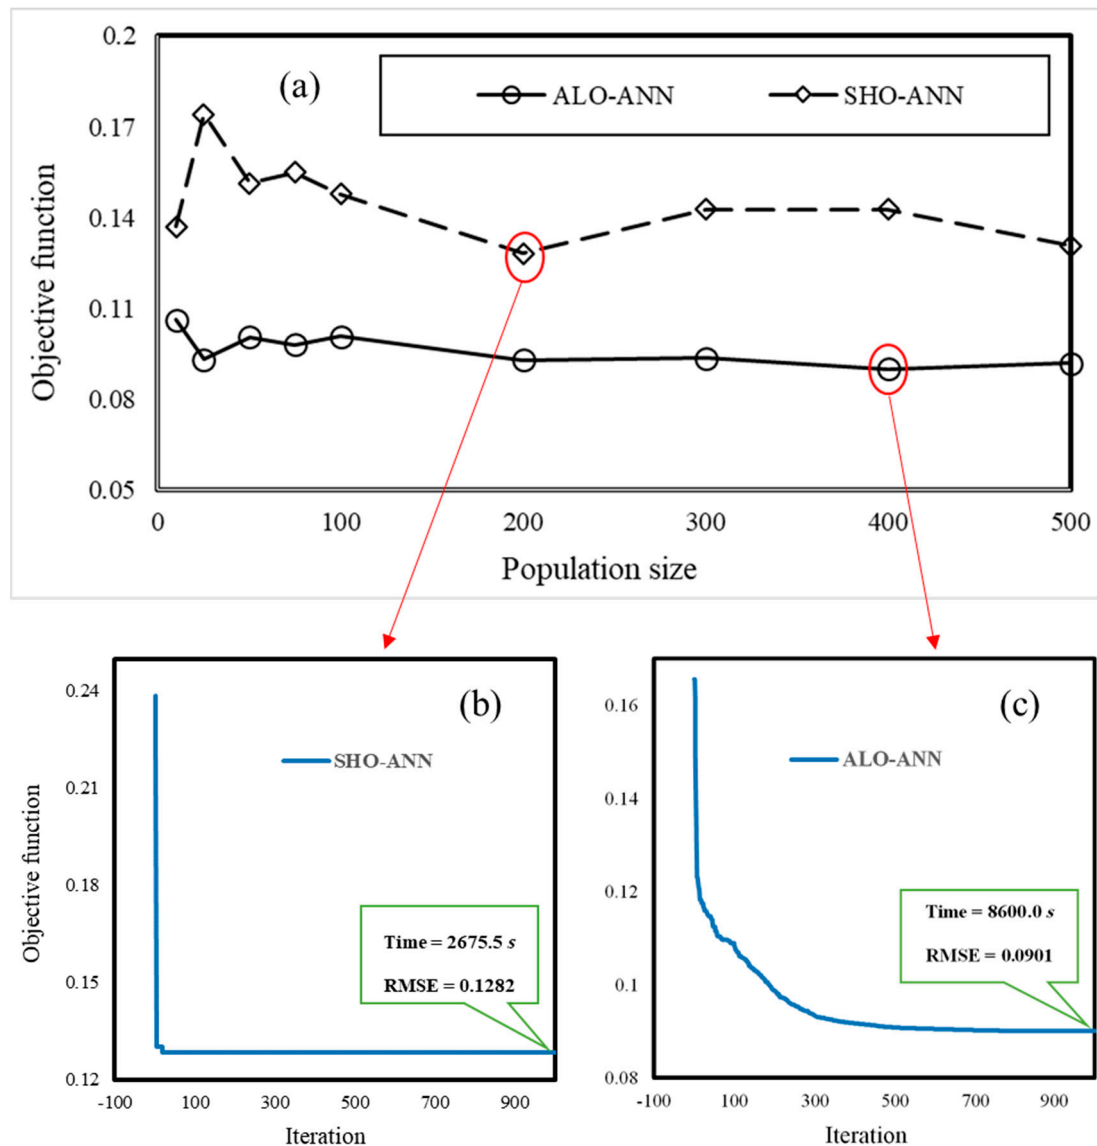 0.2
(a)
ALO-ANN
SHO-ANN
0.17
0.14
0.11
0.08
0.05
Objective function
0 100 200 300 400 500
Population size
0.24
(b)
SHO-ANN
0.21
0.18
0.15
0.12
Objective function
Time = 2675.5 s
RMSE = 0.1282
-100 100 300 500 700 900
Iteration
0.16
(c)
ALO-ANN
0.14
0.12
0.1
0.08
Time = 8600.0 s
RMSE = 0.0901
-100 100 300 500 700 900
Iteration